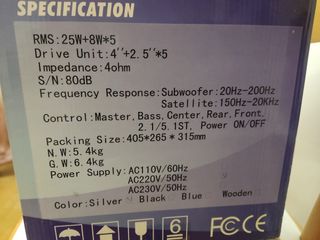 SPECIFICATION
RMS:25W+8W*5
Drive Unit:4"+2.5"*5
Impedance:4ohm
S/N:80dB
Frequency Response:Subwoofer:20Hz-200Hz
Satellite:150Hz-20KHz
Control:Master,Bass,Center,Rear,Front,
2.1/5.1ST, Power ON/OFF
Packing Size:405*265*315mm
N.W:5.4kg
G.W:6.4kg
Power Supply:AC110V/60Hz
AC220V/50Hz
AC230V/50Hz
Color:Silver Black Blue Wooden
6
FC CE